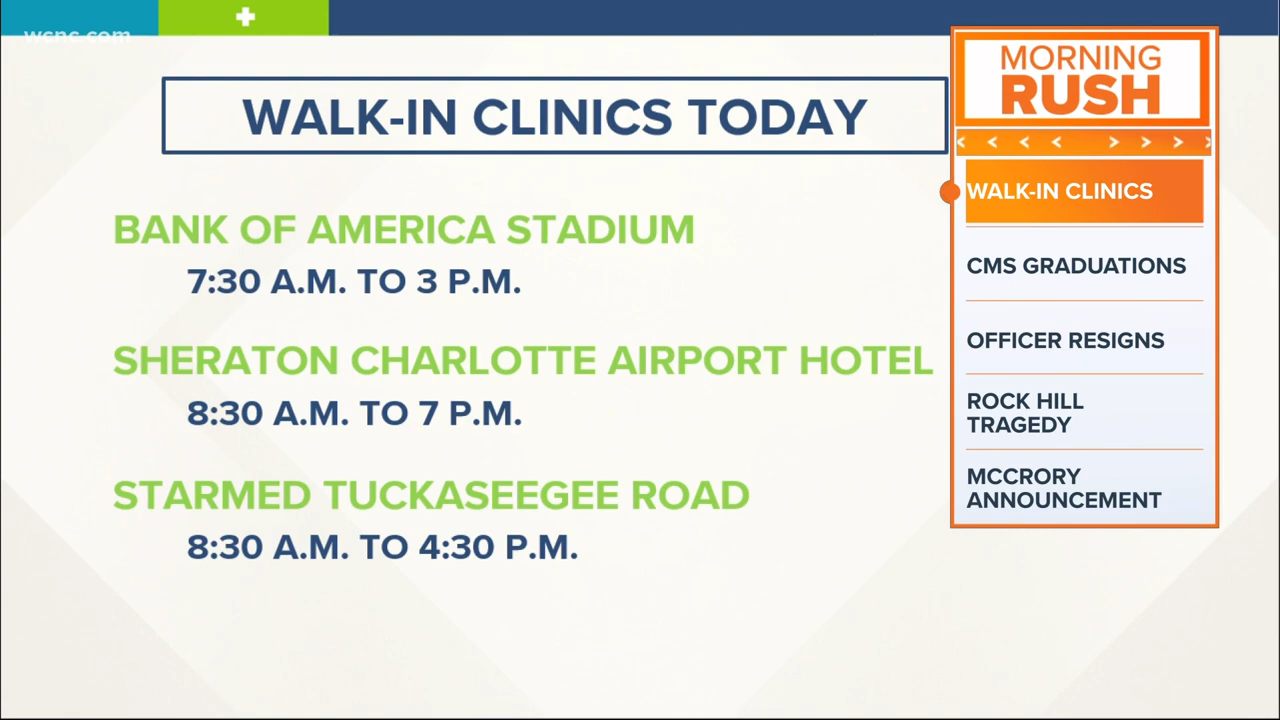 wcnc.com
WALK-IN CLINICS TODAY
BANK OF AMERICA STADIUM
7:30 A.M. TO 3 P.M.
SHERATON CHARLOTTE AIRPORT HOTEL
8:30 A.M. TO 7 P.M.
STARMED TUCKASEEGEE ROAD
8:30 A.M. TO 4:30 P.M.
MORNING
RUSH
WALK-IN CLINICS
CMS GRADUATIONS
OFFICER RESIGNS
ROCK HILL
TRAGEDY
MCCRORY
ANNOUNCEMENT